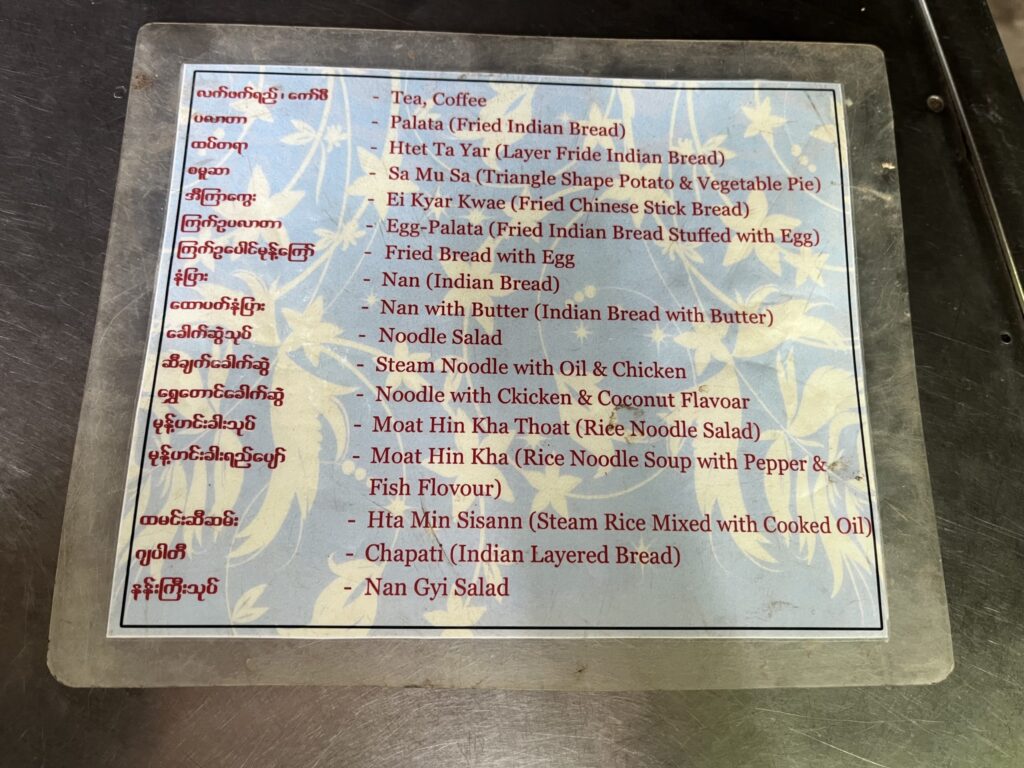 လက်ဖက်ရည် ၊ ကော်ဖီ - Tea, Coffee
ပလာတာ - Palata (Fried Indian Bread)
ထပ်တရာ - Htet Ta Yar (Layer Fride Indian Bread)
စမူဆာ - Sa Mu Sa (Triangle Shape Potato & Vegetable Pie)
အီကြာကွေး - Ei Kyar Kwae (Fried Chinese Stick Bread)
ကြက်ဥပလာတာ - Egg-Palata (Fried Indian Bread Stuffed with Egg)
ကြက်ဥပေါင်မုန့်ကြော် - Fried Bread with Egg
နံပြား - Nan (Indian Bread)
ထောပတ်နံပြား - Nan with Butter (Indian Bread with Butter)
ခေါက်ဆွဲသုပ် - Noodle Salad
ဆီချက်ခေါက်ဆွဲ - Steam Noodle with Oil & Chicken
ရွှေတောင်ခေါက်ဆွဲ - Noodle with Ckicken & Coconut Flavoar
မုန့်ဟင်းခါးသုပ် - Moat Hin Kha Thoat (Rice Noodle Salad)
မုန့်ဟင်းခါးရည်ပျော် - Moat Hin Kha (Rice Noodle Soup with Pepper &
Fish Flovour)
ထမင်းဆီဆမ်း - Hta Min Sisann (Steam Rice Mixed with Cooked Oil)
ဂျပါတီ - Chapati (Indian Layered Bread)
နန်းကြီးသုပ် - Nan Gyi Salad